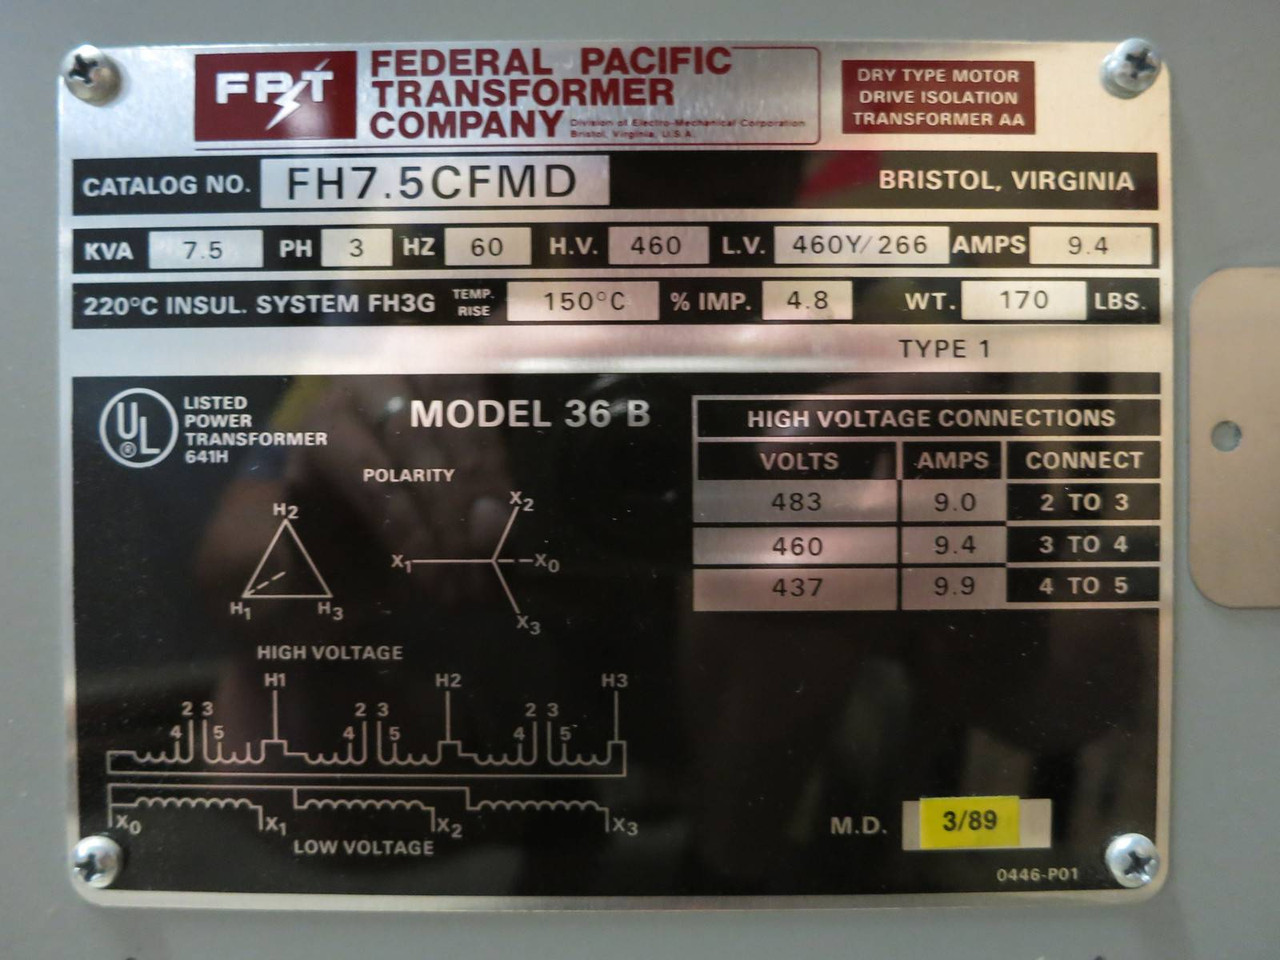 FPT
FEDERAL PACIFIC
TRANSFORMER
COMPANY
Division of Electro-Mechanical Corporation
Bristol, Virginia, U.S.A.
DRY TYPE MOTOR
DRIVE ISOLATION
TRANSFORMER AA
CATALOG NO. FH7.5CFMD BRISTOL, VIRGINIA
KVA 7.5 PH 3 HZ 60 H.V. 460 L.V. 460Y/266 AMPS 9.4
220°C INSUL. SYSTEM FH3G TEMP. RISE 150°C % IMP. 4.8 WT. 170 LBS.
TYPE 1
UL ®
LISTED
POWER
TRANSFORMER
641H
MODEL 36 B
POLARITY
H2
H1 H3
X2
X1 X0
X3
HIGH VOLTAGE
H1 H2 H3
2 3 2 3 2 3
4 5 4 5 4 5
X0 X1 X2 X3
LOW VOLTAGE
HIGH VOLTAGE CONNECTIONS
VOLTS AMPS CONNECT
483 9.0 2 TO 3
460 9.4 3 TO 4
437 9.9 4 TO 5
M.D. 3/89
0446-P01